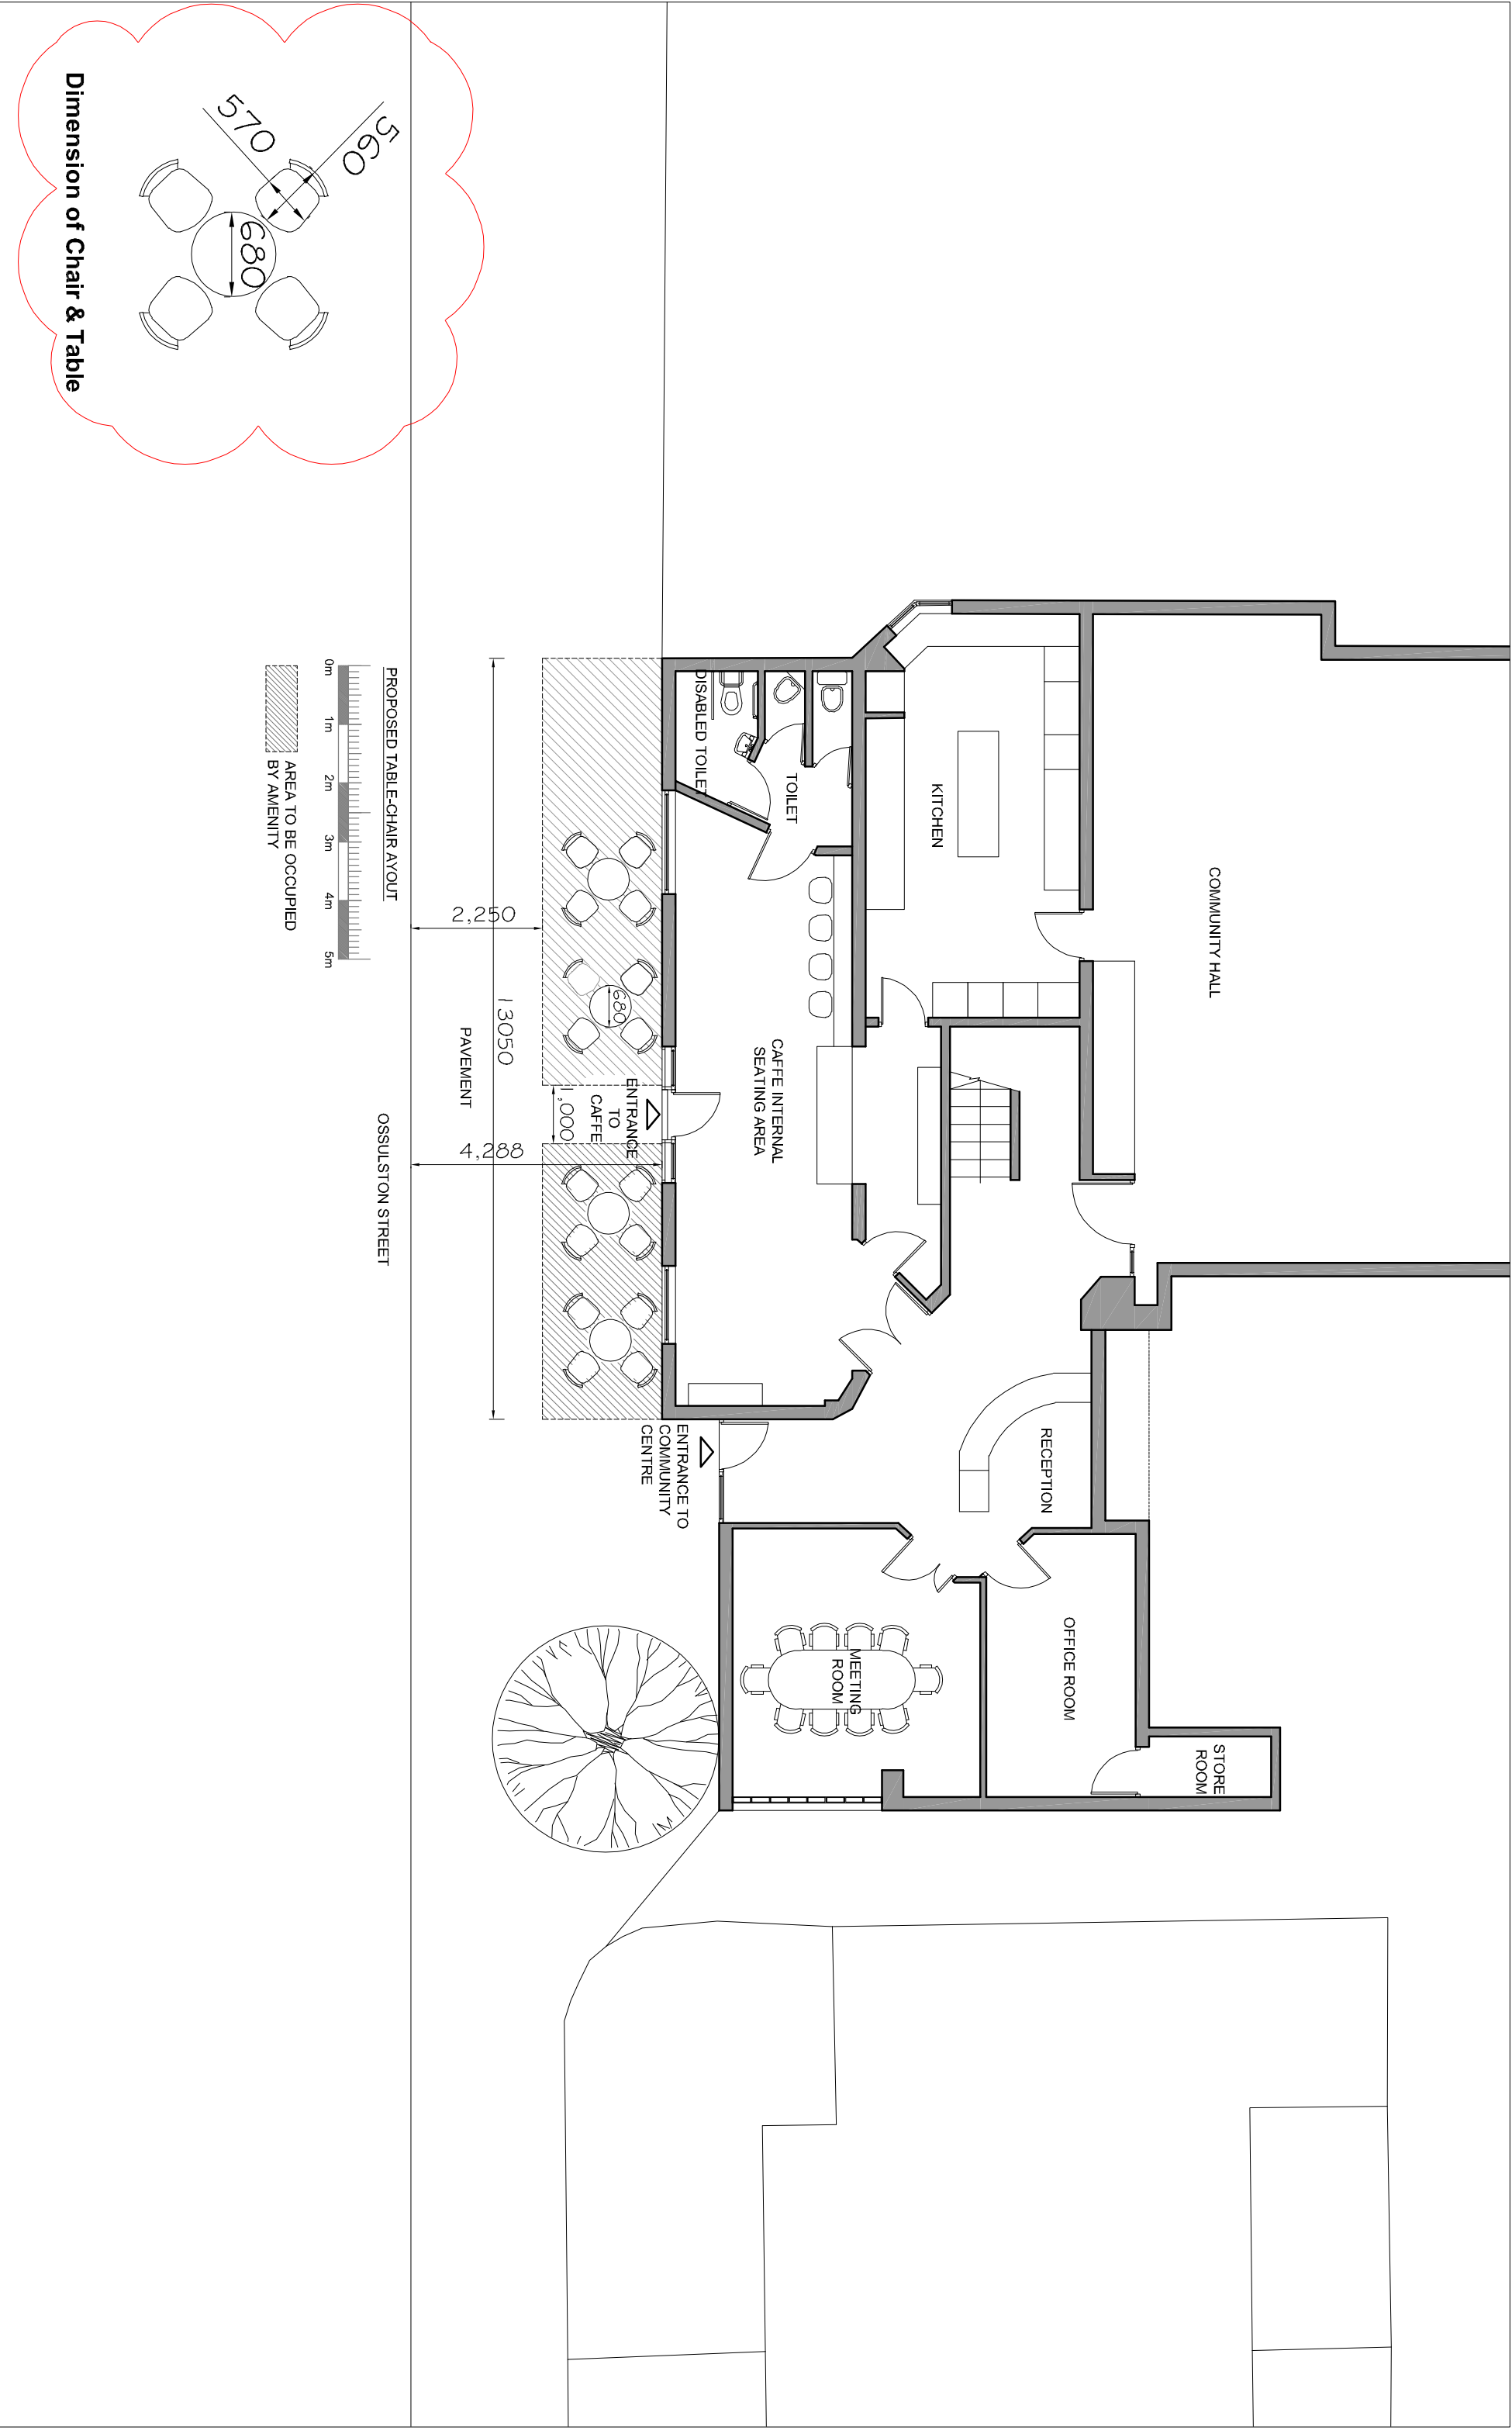 COMMUNITY HALL
KITCHEN
TOILET
DISABLED TOILET
CAFFE INTERNAL
SEATING AREA
RECEPTION
OFFICE ROOM
STORE
ROOM
MEETING
ROOM
ENTRANCE
TO
CAFFE
ENTRANCE TO
COMMUNITY
CENTRE
680
1,000
2,250
4,288
13050
PAVEMENT
OSSULSTON STREET
PROPOSED TABLE-CHAIR AYOUT
0m 1m 2m 3m 4m 5m
AREA TO BE OCCUPIED
BY AMENITY
560
570
680
Dimension of Chair & Table